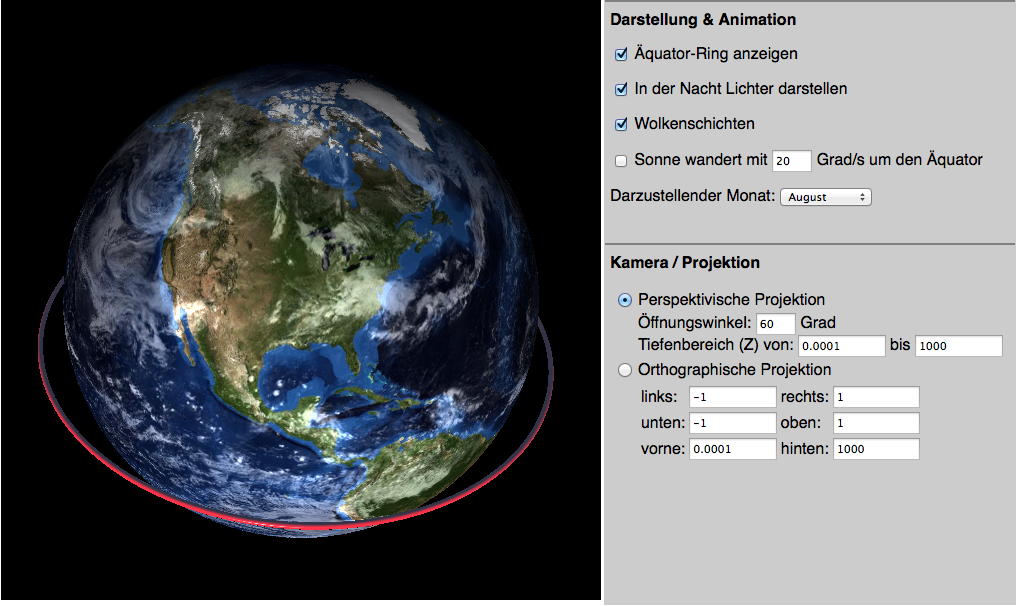 Darstellung & Animation
Äquator-Ring anzeigen
In der Nacht Lichter darstellen
Wolkenschichten
Sonne wandert mit 20 Grad/s um den Äquator
Darzustellender Monat: August
Kamera / Projektion
Perspektivische Projektion
Öffnungswinkel: 60 Grad
Tiefenbereich (Z) von: 0.0001 bis 1000
Orthographische Projektion
links: -1 rechts: 1
unten: -1 oben: 1
vorne: 0.0001 hinten: 1000